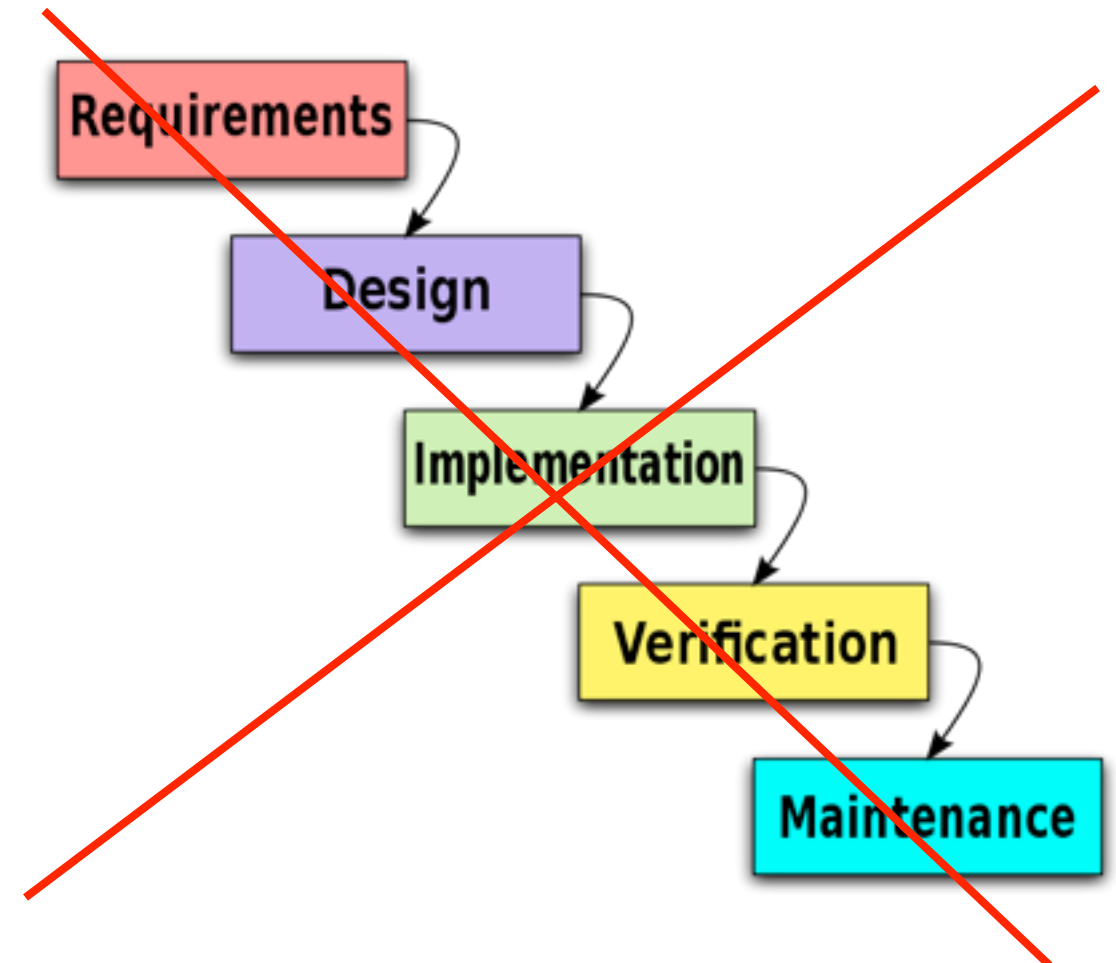 Requirements
Design
Implementation
Verification
Maintenance